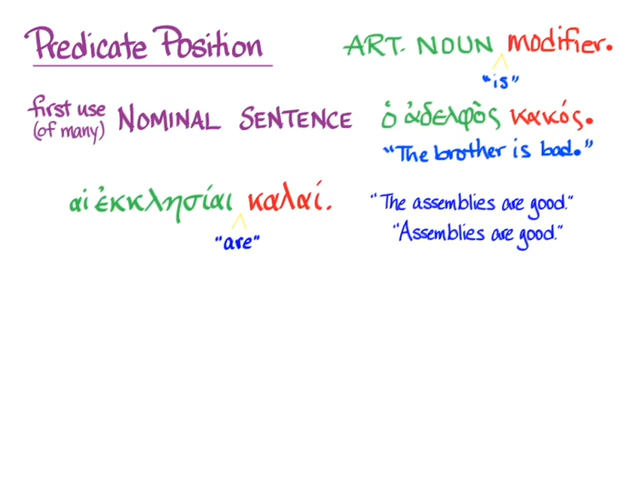 Predicate Position
ART. NOUN modifier.
"is"
first use
(of many)
NOMINAL SENTENCE
ὁ ἀδελφὸς κακός.
"The brother is bad."
αἱ ἐκκλησίαι καλαί.
"are"
"The assemblies are good."
"Assemblies are good."